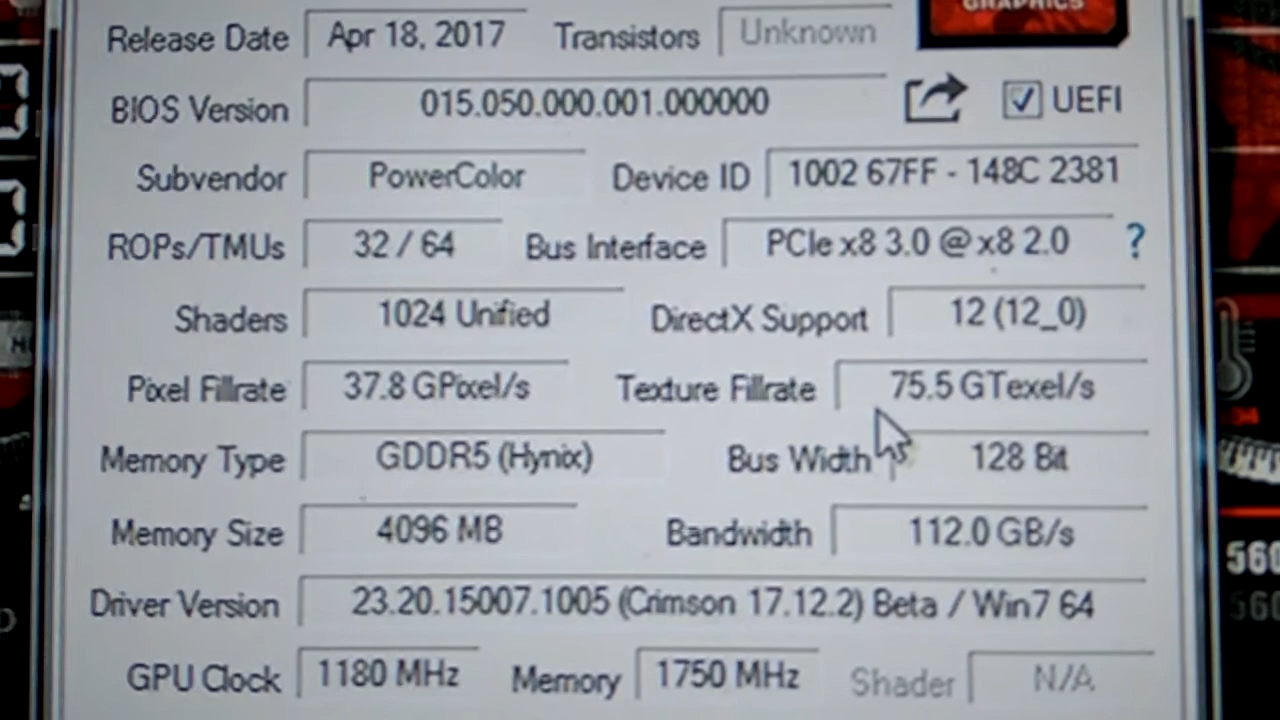 GRAPHICS
Release Date Apr 18, 2017 Transistors Unknown
BIOS Version 015.050.000.001.000000 UEFI
Subvendor PowerColor Device ID 1002 67FF - 148C 2381
ROPs/TMUs 32 / 64 Bus Interface PCIe x8 3.0 @ x8 2.0 ?
Shaders 1024 Unified DirectX Support 12 (12_0)
Pixel Fillrate 37.8 GPixel/s Texture Fillrate 75.5 GTexel/s
Memory Type GDDR5 (Hynix) Bus Width 128 Bit
Memory Size 4096 MB Bandwidth 112.0 GB/s
Driver Version 23.20.15007.1005 (Crimson 17.12.2) Beta / Win7 64
GPU Clock 1180 MHz Memory 1750 MHz Shader N/A
560
560